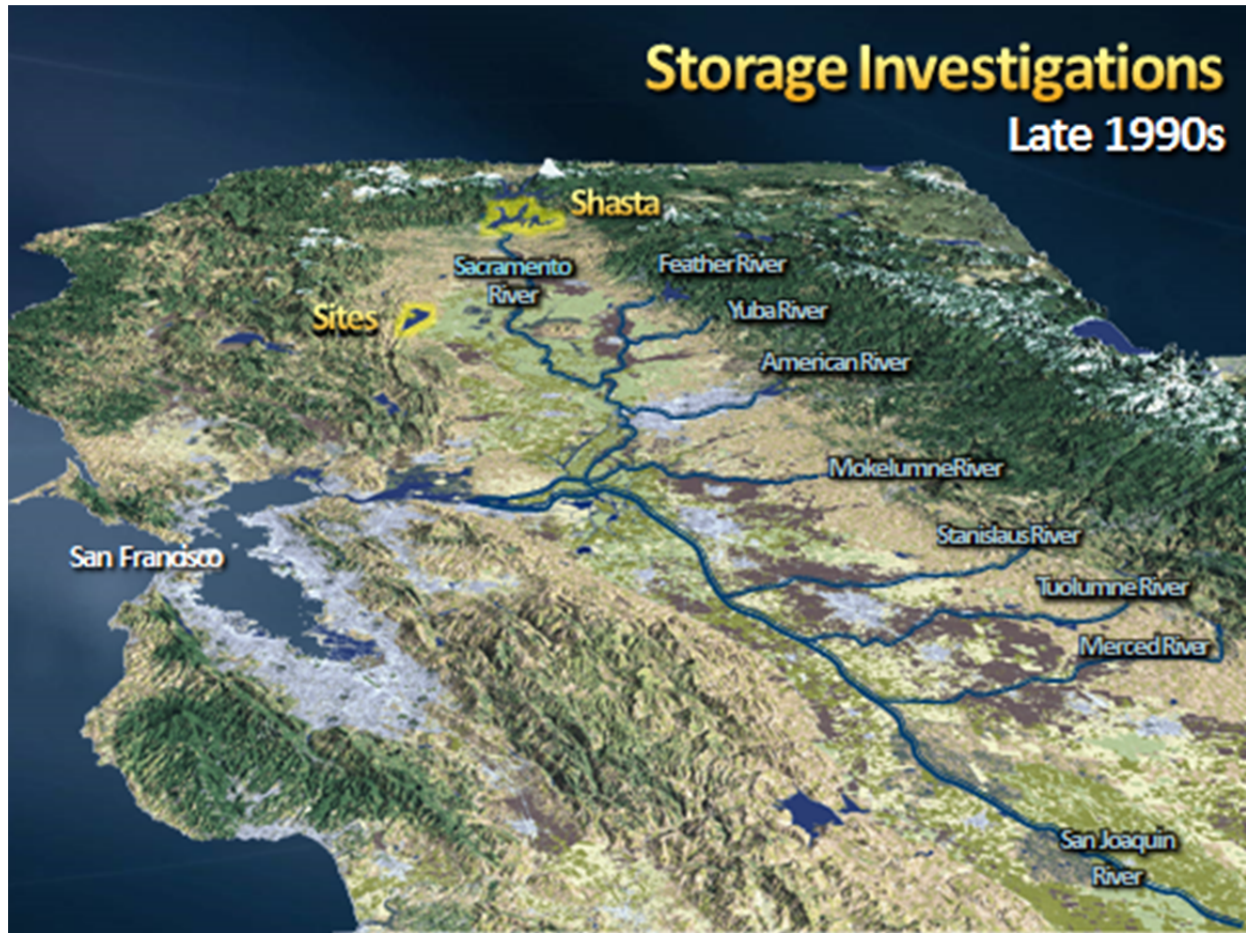 Storage Investigations
Late 1990s
Shasta
Sacramento
River
Feather River
Sites
Yuba River
American River
Mokelumne River
Stanislaus River
San Francisco
Tuolumne River
Merced River
San Joaquin
River